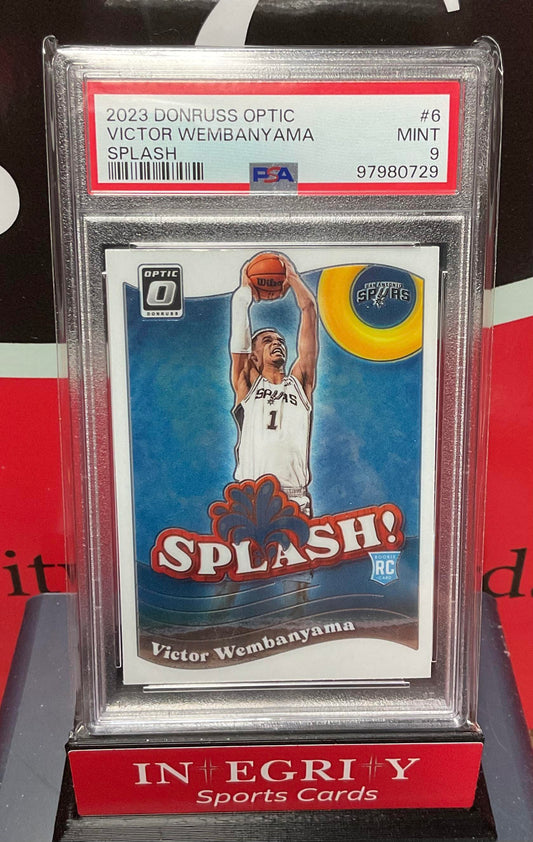 2023 DONRUSS OPTIC #6
VICTOR WEMBANYAMA MINT
SPLASH 9
PSA 97980729
OPTIC
O
DONRUSS
Wilson
SAN ANTONIO
SPURS
SPURS
1
SPLASH!
ROOKIE
RC
CARD
Victor Wembanyama
INTEGRITY
Sports Cards